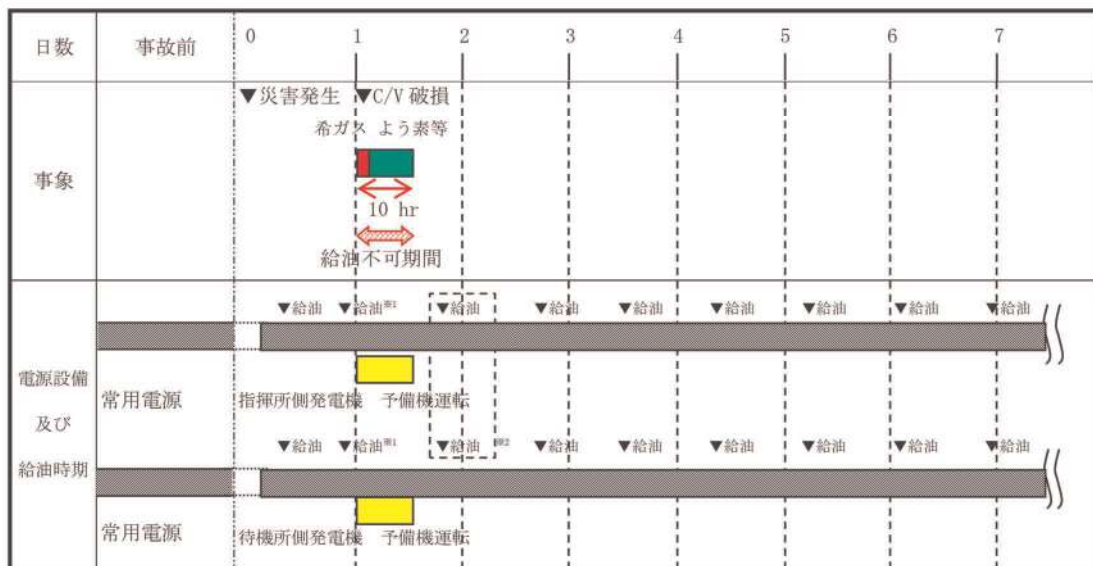 日数 事故前 0 1 2 3 4 5 6 7
▼災害発生 ▼C/V 破損
希ガス よう素等
事象
10 hr
給油不可期間
▼給油 ▼給油※1 ▼給油 ▼給油 ▼給油 ▼給油 ▼給油 ▼給油 ▼給油
電源設備
及び
給油時期
常用電源 指揮所側発電機 予備機運転
▼給油 ▼給油※1 ▼給油 ※2 ▼給油 ▼給油 ▼給油 ▼給油 ▼給油 ▼給油
常用電源 待機所側発電機 予備機運転